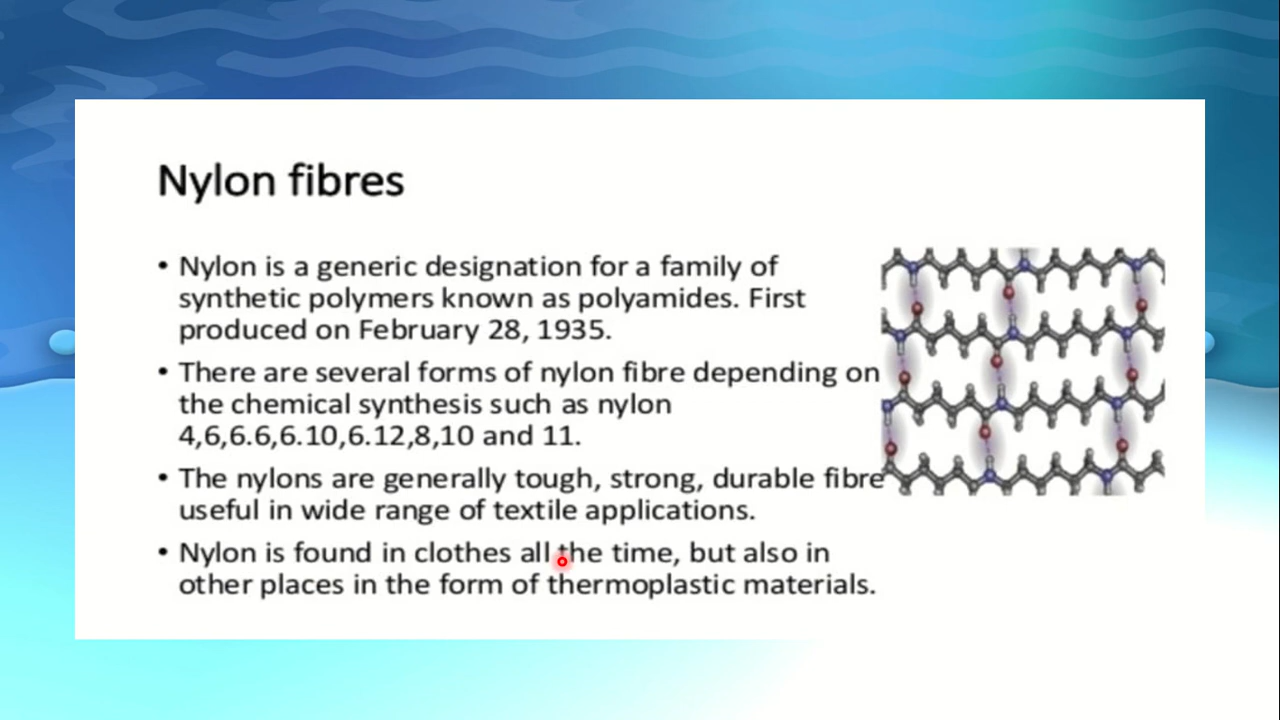 Nylon fibres
• Nylon is a generic designation for a family of
synthetic polymers known as polyamides. First
produced on February 28, 1935.
• There are several forms of nylon fibre depending on
the chemical synthesis such as nylon
4,6,6.6,6.10,6.12,8,10 and 11.
• The nylons are generally tough, strong, durable fibre
useful in wide range of textile applications.
• Nylon is found in clothes all the time, but also in
other places in the form of thermoplastic materials.